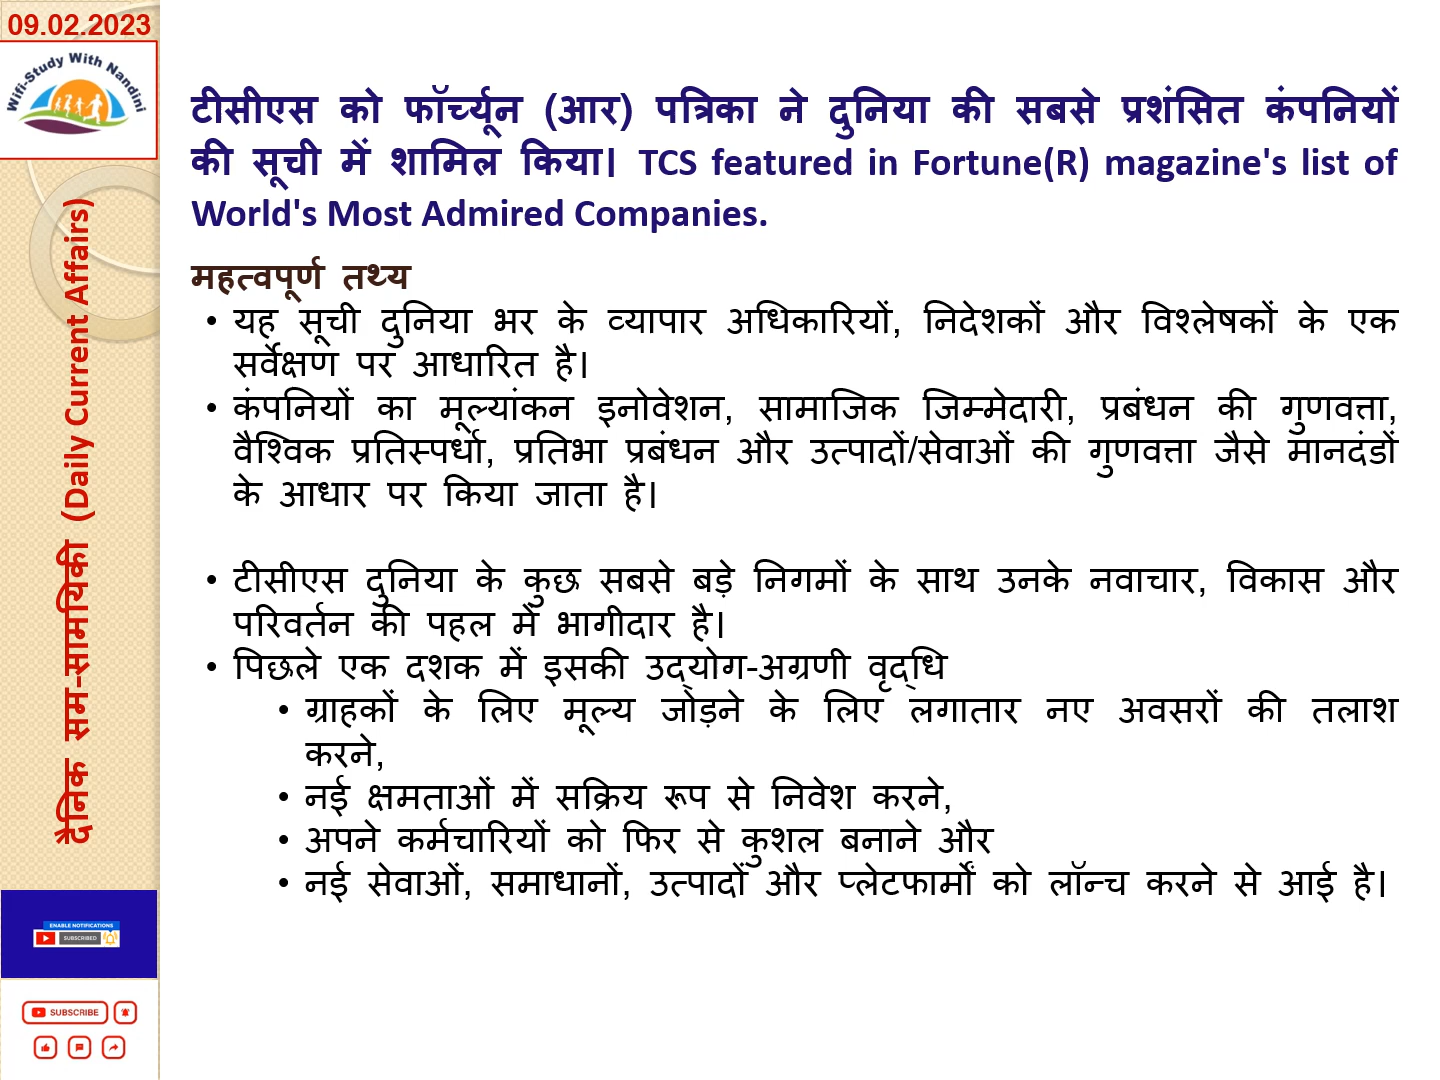 09.02.2023
Wifi-Study With Nandini
दैनिक सम-सामयिकी (Daily Current Affairs)
ENABLE NOTIFICATIONS
SUBSCRIBED
SUBSCRIBE
टीसीएस को फॉर्च्यून (आर) पत्रिका ने दुनिया की सबसे प्रशंसित कंपनियों
की सूची में शामिल किया। TCS featured in Fortune(R) magazine's list of
World's Most Admired Companies.
महत्वपूर्ण तथ्य
• यह सूची दुनिया भर के व्यापार अधिकारियों, निदेशकों और विश्लेषकों के एक
सर्वेक्षण पर आधारित है।
• कंपनियों का मूल्यांकन इनोवेशन, सामाजिक जिम्मेदारी, प्रबंधन की गुणवत्ता,
वैश्विक प्रतिस्पर्धा, प्रतिभा प्रबंधन और उत्पादों/सेवाओं की गुणवत्ता जैसे मानदंडों
के आधार पर किया जाता है।
• टीसीएस दुनिया के कुछ सबसे बड़े निगमों के साथ उनके नवाचार, विकास और
परिवर्तन की पहल में भागीदार है।
• पिछले एक दशक में इसकी उद्योग-अग्रणी वृद्धि
• ग्राहकों के लिए मूल्य जोड़ने के लिए लगातार नए अवसरों की तलाश
करने,
• नई क्षमताओं में सक्रिय रूप से निवेश करने,
• अपने कर्मचारियों को फिर से कुशल बनाने और
• नई सेवाओं, समाधानों, उत्पादों और प्लेटफार्मों को लॉन्च करने से आई है।